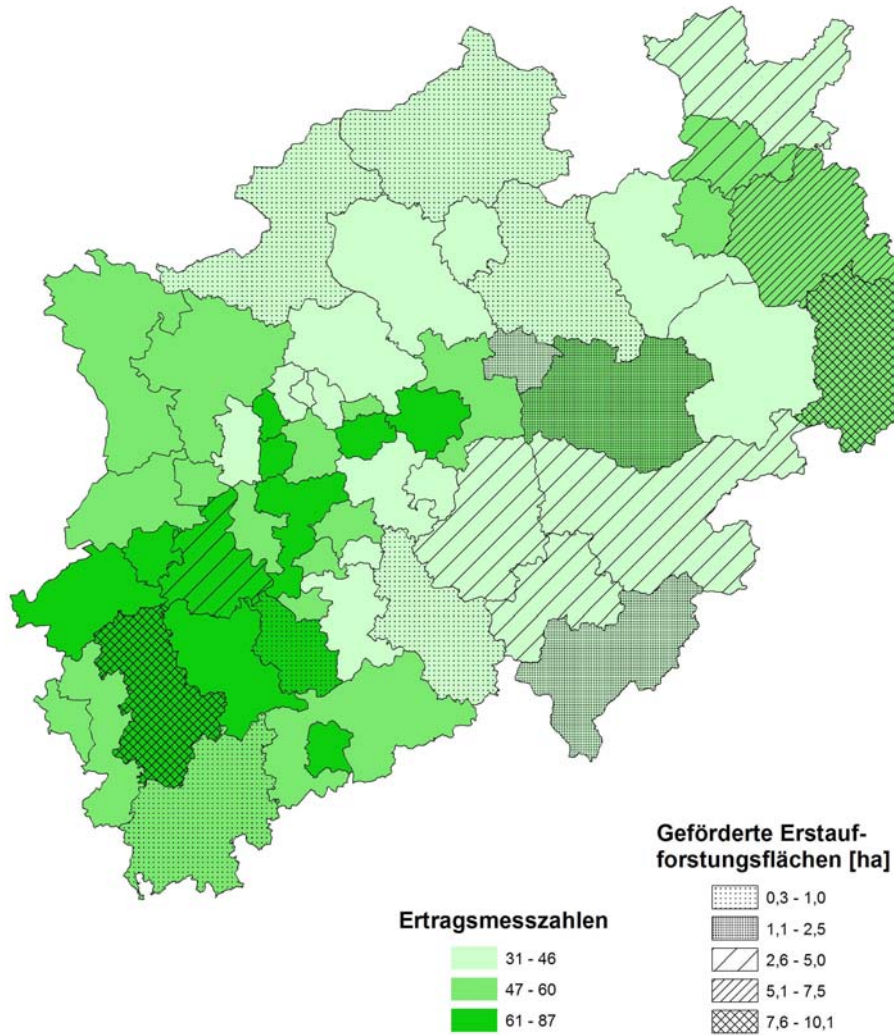 Ertragsmesszahlen
31 - 46
47 - 60
61 - 87
Geförderte Erstauf-
forstungsflächen [ha]
0,3 - 1,0
1,1 - 2,5
2,6 - 5,0
5,1 - 7,5
7,6 - 10,1